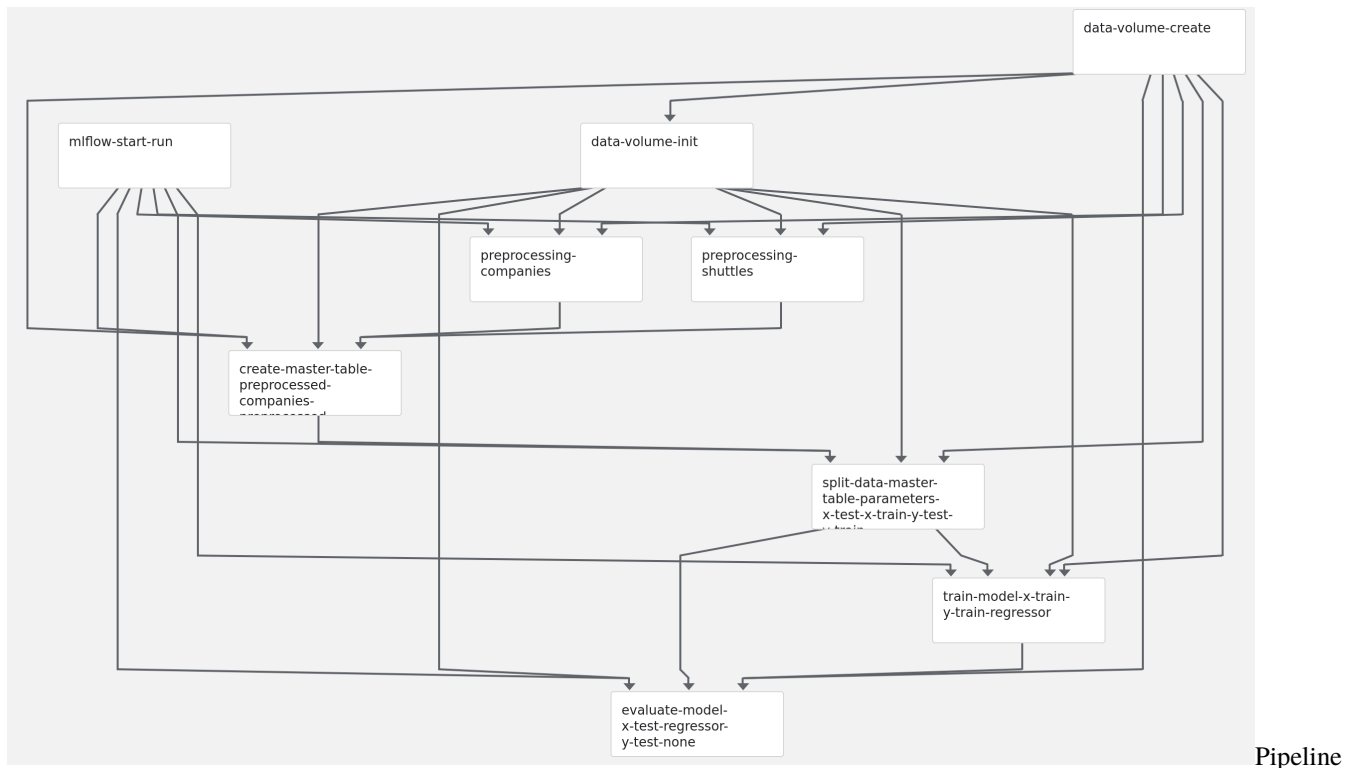 data-volume-create
mlflow-start-run
data-volume-init
preprocessing-
companies
preprocessing-
shuttles
create-master-table-
preprocessed-
companies-
preprocessed
split-data-master-
table-parameters-
x-test-x-train-y-test-
y-train
train-model-x-train-
y-train-regressor
evaluate-model-
x-test-regressor-
y-test-none
Pipeline